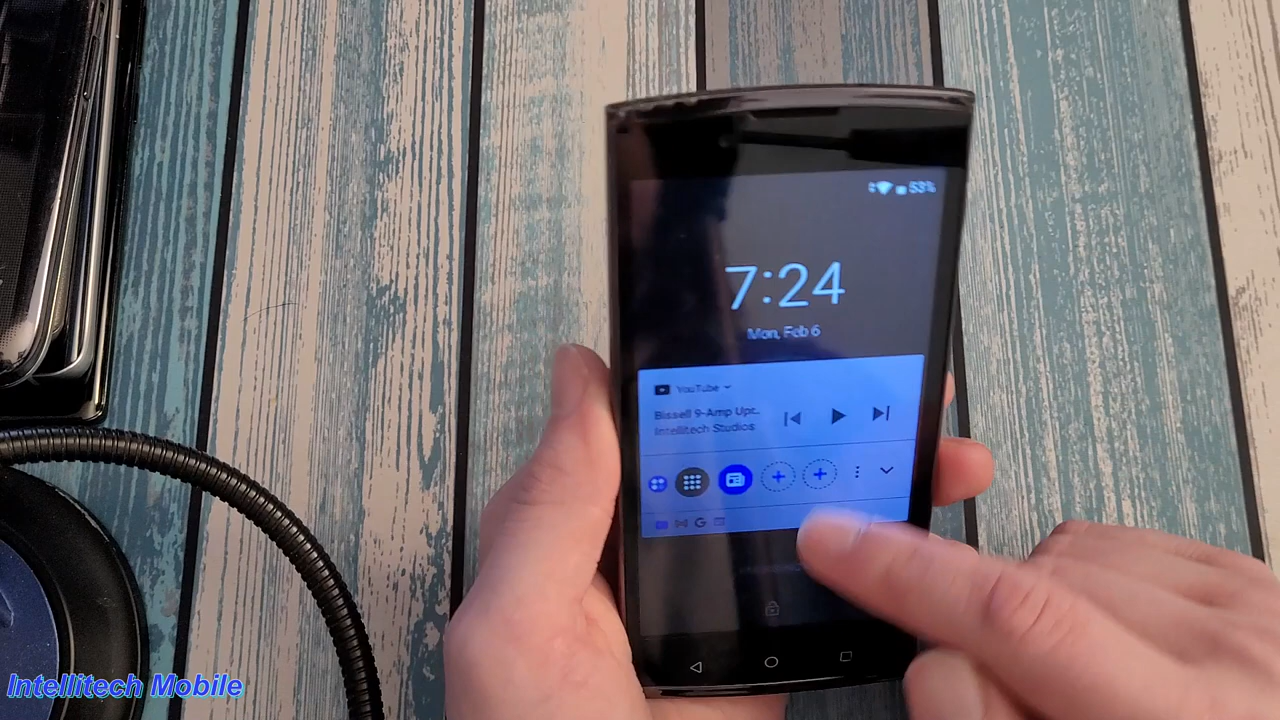 53%
7:24
Mon, Feb 6
YouTube
Bissell 9-Amp Upr..
Intellitech Studios
G
Intellitech Mobile